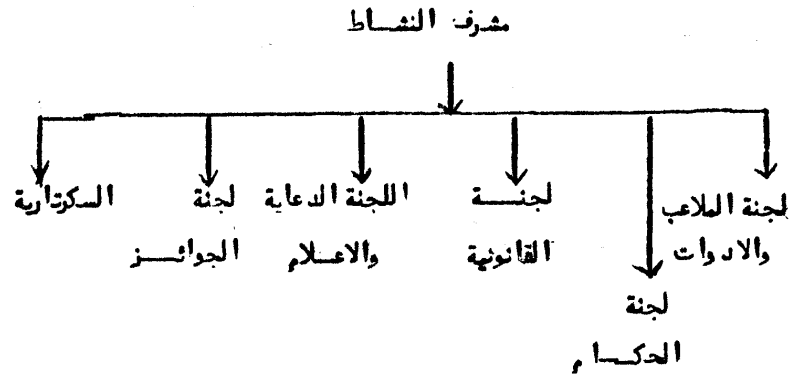 مشرف النشاط
لجنة الملاعب
والادوات
لجنة
الحكام
لجنة
القانونية
اللجنة الدعاية
والاعلام
لجنة
الجوائز
السكرتارية